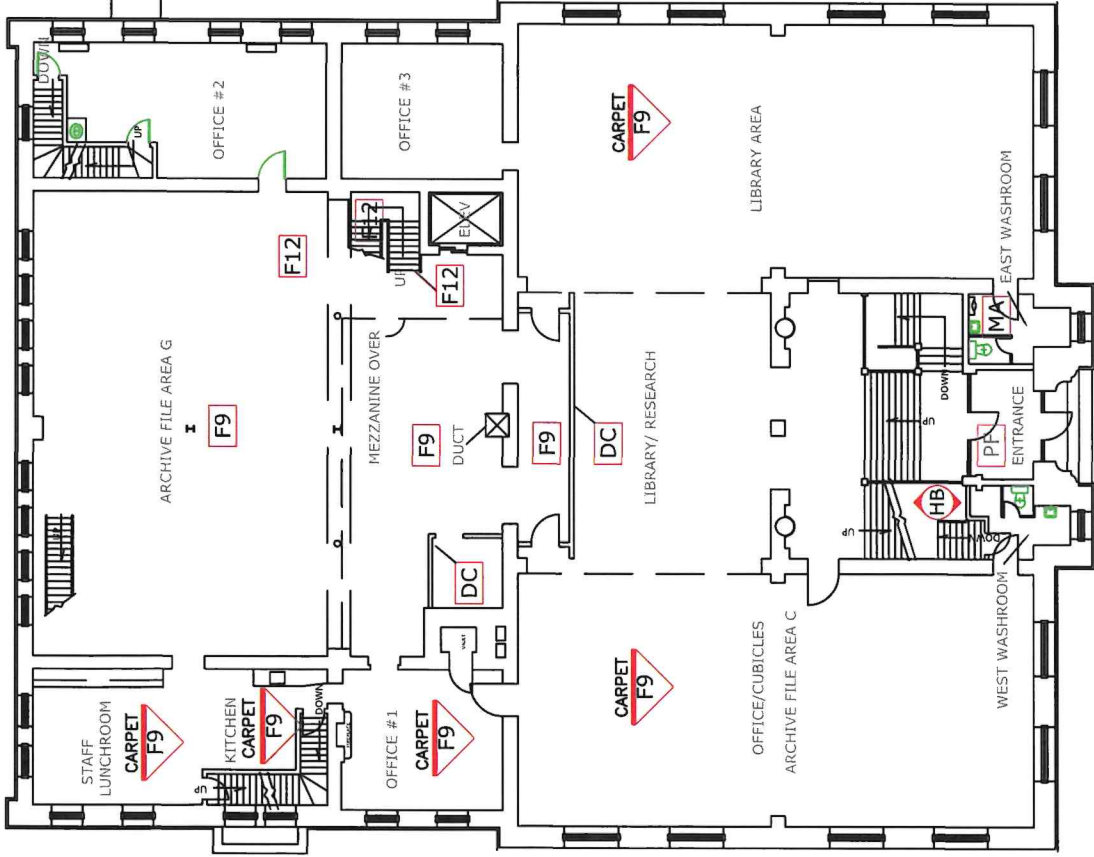 DOWN
UP
OFFICE #2
OFFICE #3
CARPET
F9
LIBRARY AREA
EAST WASHROOM
MA
F12
F12
UP
F12
ELEV
ARCHIVE FILE AREA G
F9
MEZZANINE OVER
F9
DUCT
F9
DC
LIBRARY/ RESEARCH
DOWN
UP
PF
ENTRANCE
UP
HB
DOWN
UP
DC
STAFF
LUNCHROOM
CARPET
F9
KITCHEN
CARPET
F9
DOWN
UP
OFFICE #1
CARPET
F9
CARPET
F9
OFFICE/CUBICLES
ARCHIVE FILE AREA C
WEST WASHROOM